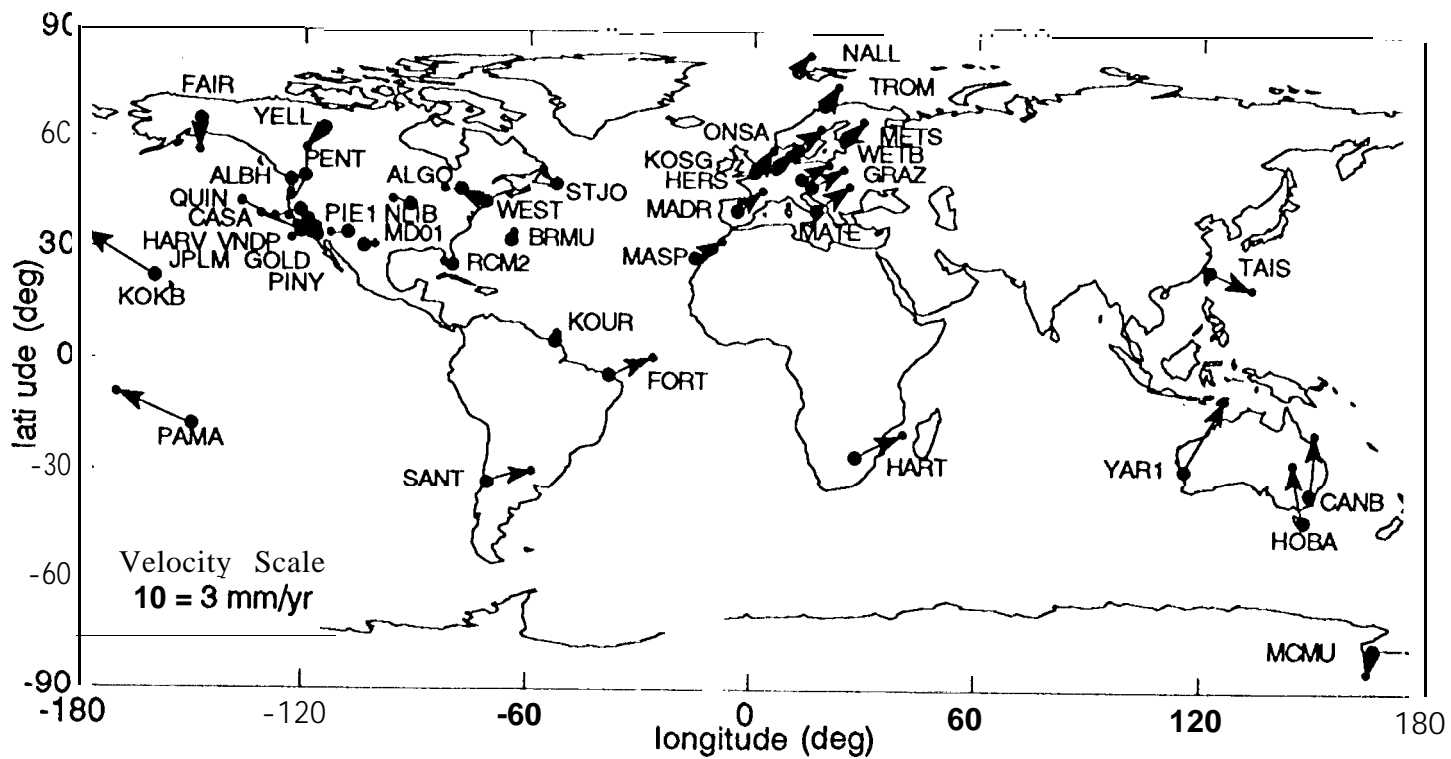 90
FAIR
NALL
TROM
YELL
60
ONSA
METS
PENT
KOSG
WETB
ALBH
ALGO
HERS
GRAZ
STJO
QUIN
CASA
PIE1
NLIB
WEST
MADR
MATE
30
HARV
VNDP
MD01
BRMU
JPLM
GOLD
RCM2
MASP
TAIS
PINY
KOKB
KOUR
0
FORT
PAMA
-30
SANT
HART
YAR1
CANB
HOBA
Velocity Scale
-60
10 = 3 mm/yr
MCMU
-90
-180 -120 -60 0 60 120 180
lati ude (deg)
longitude (deg)